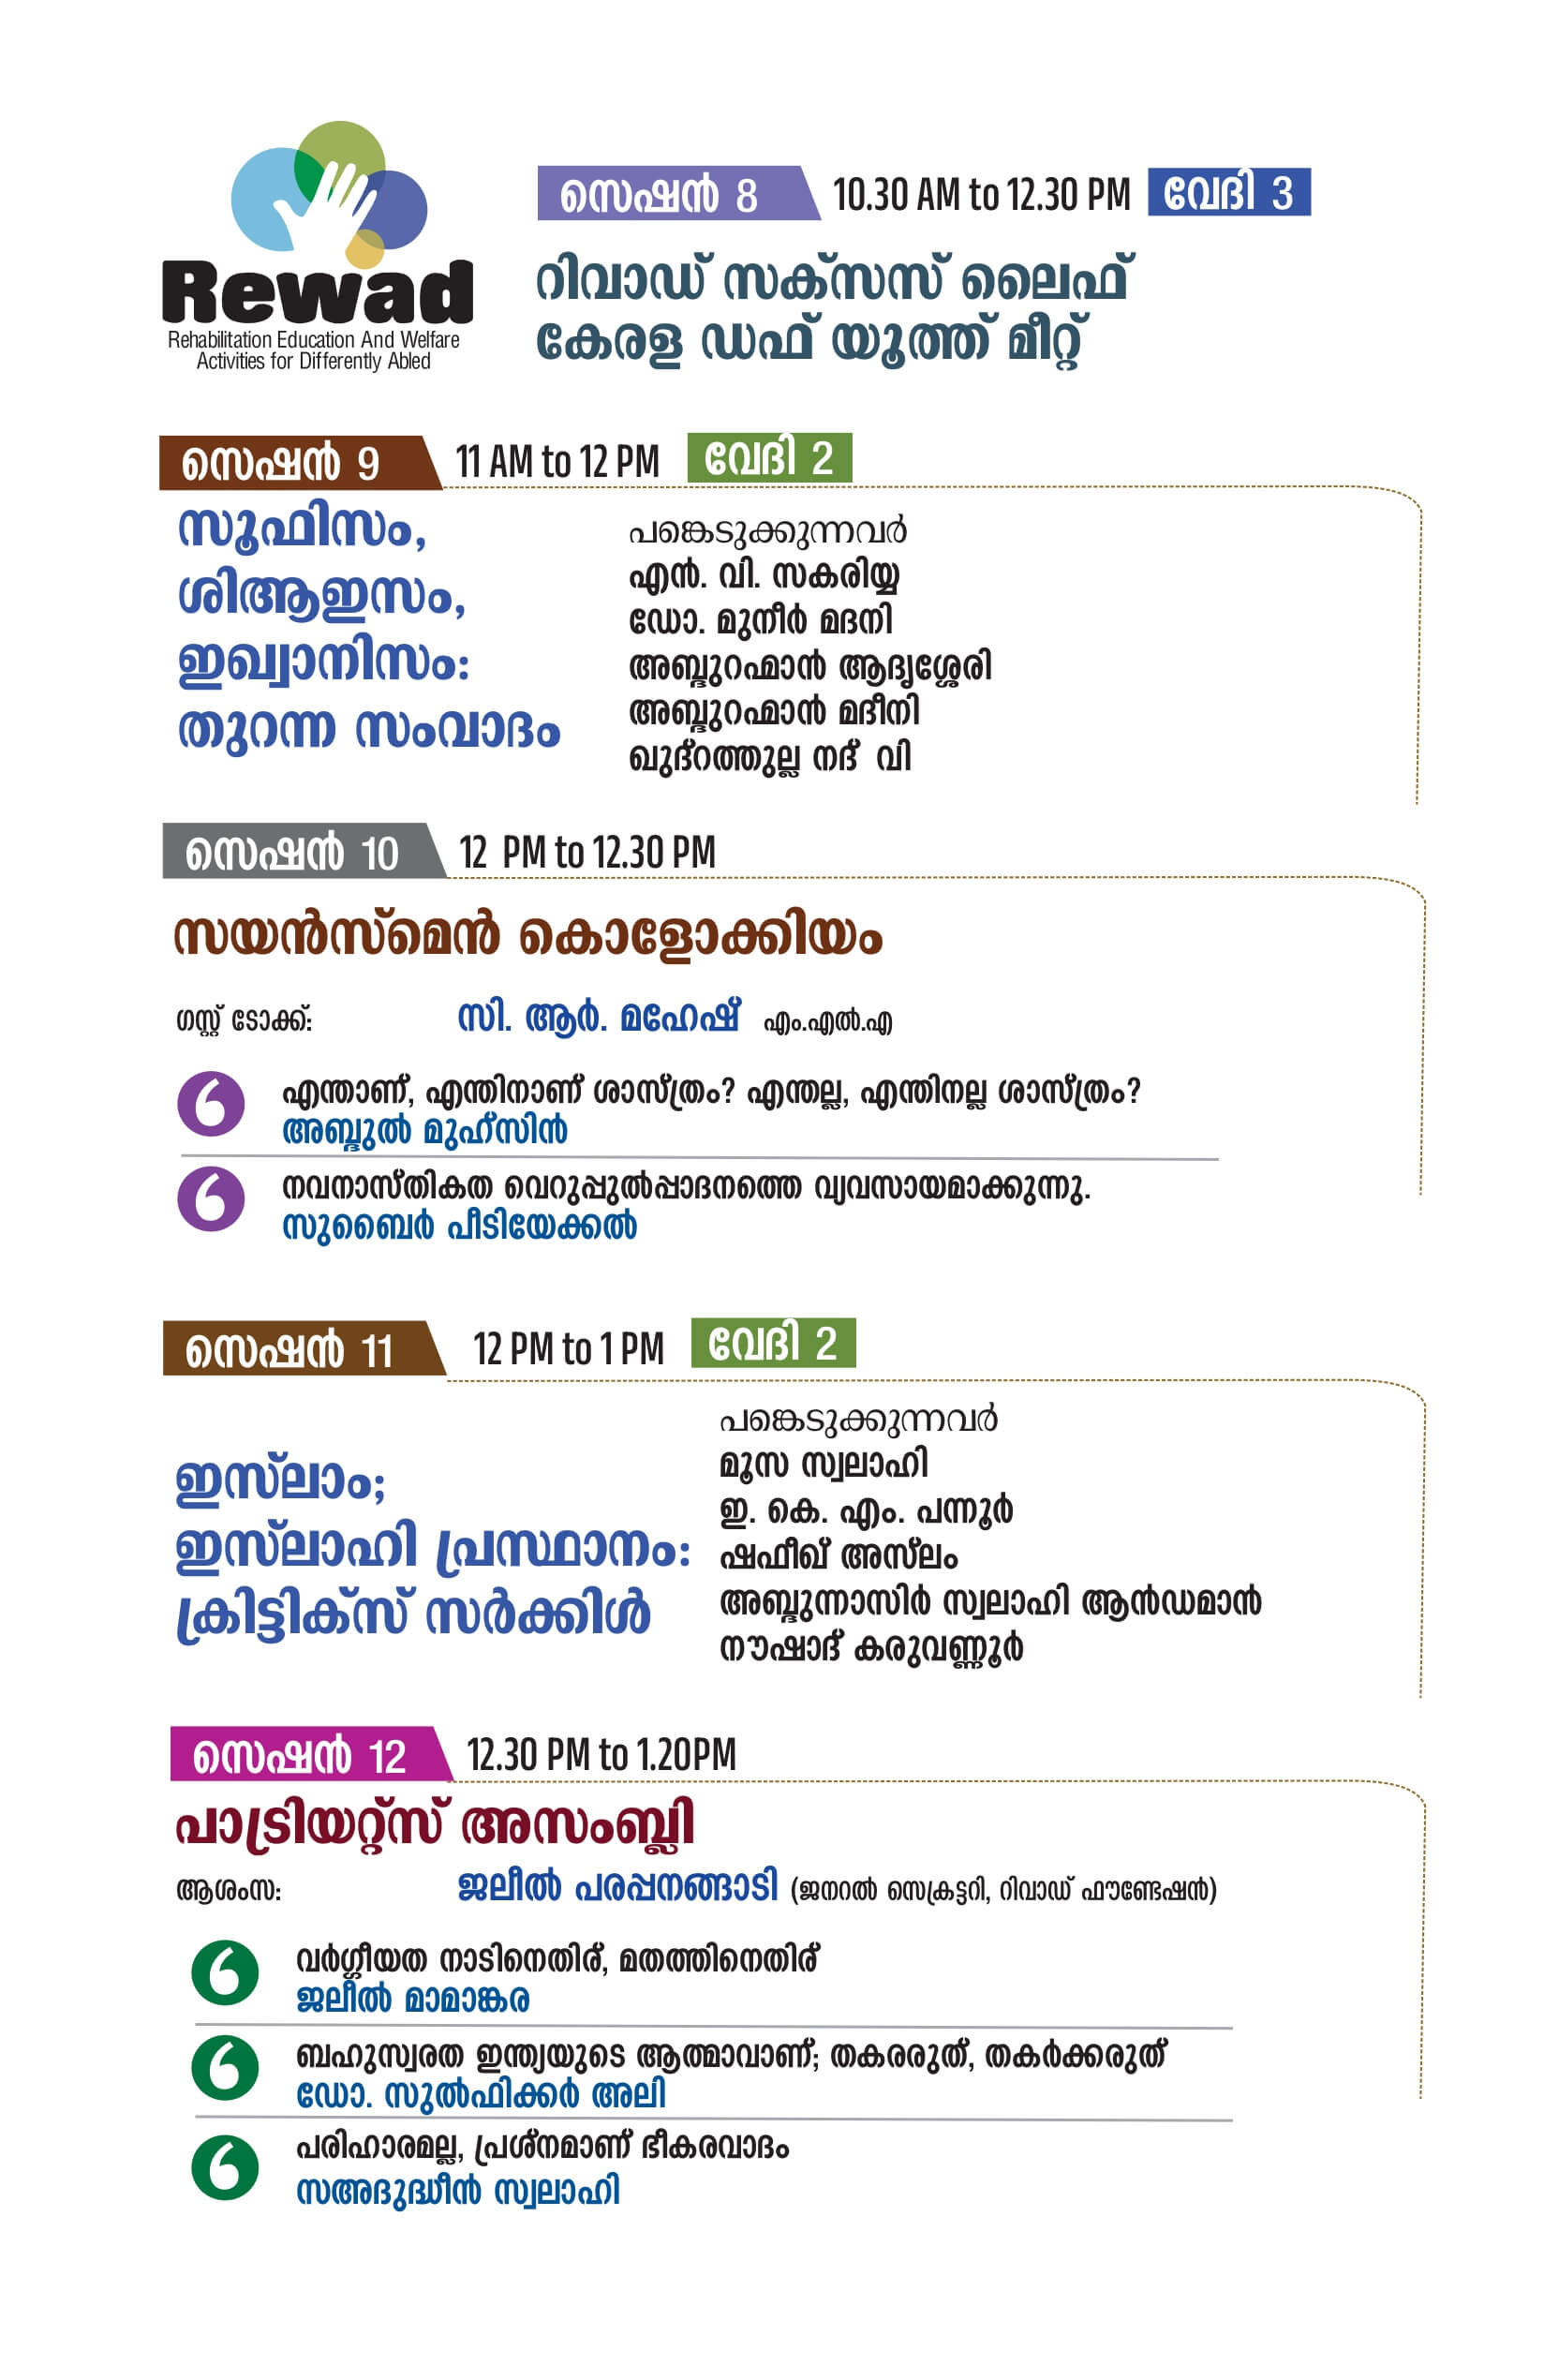 Rewad
Rehabilitation Education And Welfare
Activities for Differently Abled
സെഷൻ 8 10.30 AM to 12.30 PM വേദി 3
റിവാഡ് സക്സസ് ലൈഫ്
കേരള ഡഫ് യൂത്ത് മീറ്റ്
സെഷൻ 9 11 AM to 12 PM വേദി 2
സൂഫിസം,
ശിആഇസം,
ഇഖ്വാനിസം:
തുറന്ന സംവാദം
പങ്കെടുക്കുന്നവർ
എൻ. വി. സകരിയ്യ
ഡോ. മുനീർ മദനി
അബ്ദുറഹ്മാൻ ആദൃശ്ശേരി
അബ്ദുറഹ്മാൻ മദീനി
ഖുദ്റത്തുല്ല നദ് വി
സെഷൻ 10 12 PM to 12.30 PM
സയൻസ്മെൻ കൊളോക്കിയം
ഗസ്റ്റ് ടോക്ക്: സി. ആർ. മഹേഷ് എം.എൽ.എ
എന്താണ്, എന്തിനാണ് ശാസ്ത്രം? എന്തല്ല, എന്തിനല്ല ശാസ്ത്രം?
അബ്ദുൽ മുഹ്സിൻ
നവനാസ്തികത വെറുപ്പുൽപ്പാദനത്തെ വ്യവസായമാക്കുന്നു.
സുബൈർ പീടിയേക്കൽ
സെഷൻ 11 12 PM to 1 PM വേദി 2
ഇസ്‌ലാം;
ഇസ്‌ലാഹി പ്രസ്ഥാനം:
ക്രിട്ടിക്സ് സർക്കിൾ
പങ്കെടുക്കുന്നവർ
മൂസ സ്വലാഹി
ഇ. കെ. എം. പന്നൂർ
ഷഫീഖ് അസ്‌ലം
അബ്ദുന്നാസിർ സ്വലാഹി ആൻഡമാൻ
നൗഷാദ് കരുവണ്ണൂർ
സെഷൻ 12 12.30 PM to 1.20PM
പാട്രിയറ്റ്സ് അസംബ്ലി
ആശംസ: ജലീൽ പരപ്പനങ്ങാടി (ജനറൽ സെക്രട്ടറി, റിവാഡ് ഫൗണ്ടേഷൻ)
വർഗ്ഗീയത നാടിനെതിര്, മതത്തിനെതിര്
ജലീൽ മാമാങ്കര
ബഹുസ്വരത ഇന്ത്യയുടെ ആത്മാവാണ്; തകരരുത്, തകർക്കരുത്
ഡോ. സുൽഫിക്കർ അലി
പരിഹാരമല്ല, പ്രശ്നമാണ് ഭീകരവാദം
സഅദുദ്ധീൻ സ്വലാഹി